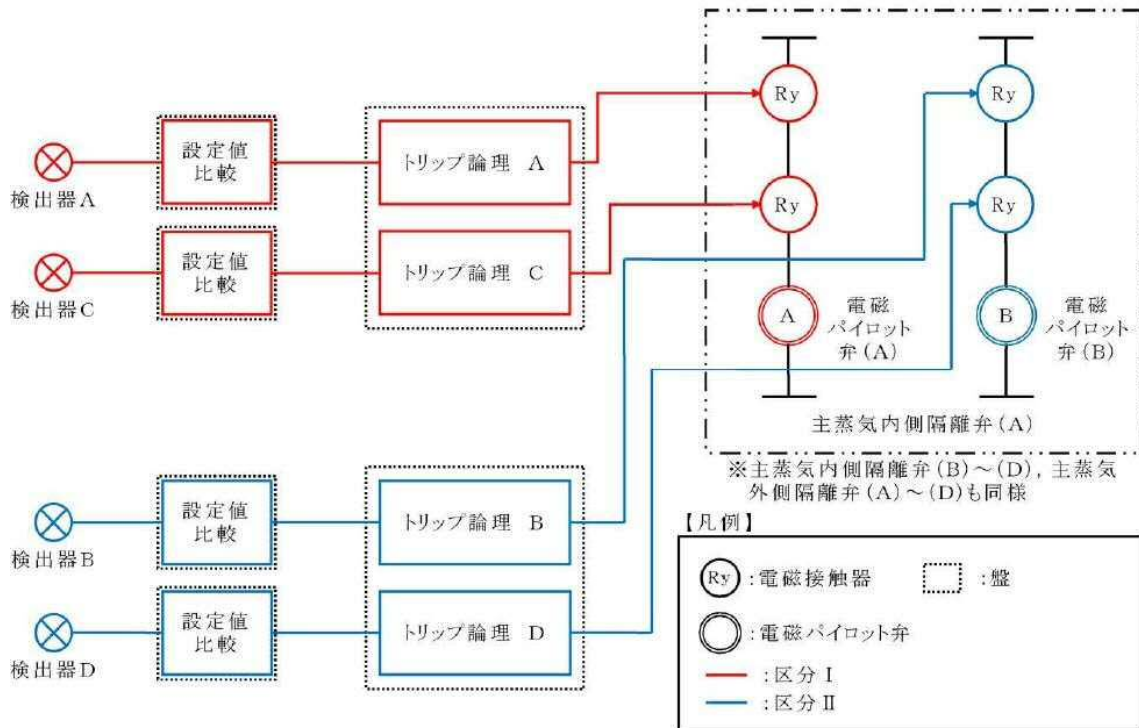 検出器A
設定値
比較
トリップ論理 A
Ry
Ry
検出器C
設定値
比較
トリップ論理 C
Ry
Ry
A
電磁
パイロット
弁(A)
B
電磁
パイロット
弁(B)
主蒸気内側隔離弁(A)
※主蒸気内側隔離弁(B)～(D)，主蒸気
外側隔離弁(A)～(D)も同様
検出器B
設定値
比較
トリップ論理 B
検出器D
設定値
比較
トリップ論理 D
【凡例】
Ry :電磁接触器
:盤
:電磁パイロット弁
:区分Ⅰ
:区分Ⅱ